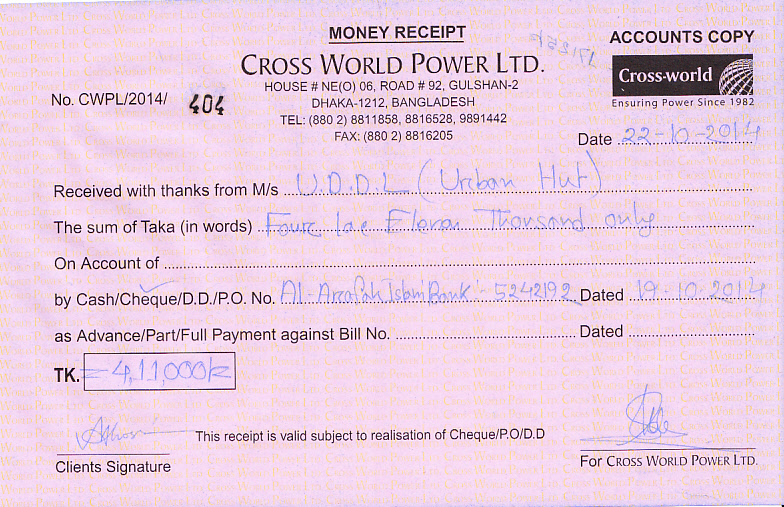 MONEY RECEIPT
ACCOUNTS COPY
CROSS WORLD POWER LTD.
HOUSE # NE(O) 06, ROAD # 92, GULSHAN-2
DHAKA-1212, BANGLADESH
TEL: (880 2) 8811858, 8816528, 9891442
FAX: (880 2) 8816205
Cross-world
Ensuring Power Since 1982
No. CWPL/2014/ 404
Date 22-10-2014
Received with thanks from M/s U.D.D.L (Urban Hut)
The sum of Taka (in words) Four lac Eleven Thousand only
On Account of
by Cash/Cheque/D.D./P.O. No. Al-Arafah Islami Bank - 5242192 Dated 19-10-2014
as Advance/Part/Full Payment against Bill No. Dated
TK. = 4,11,000/=
This receipt is valid subject to realisation of Cheque/P.O/D.D
Clients Signature
For CROSS WORLD POWER LTD.